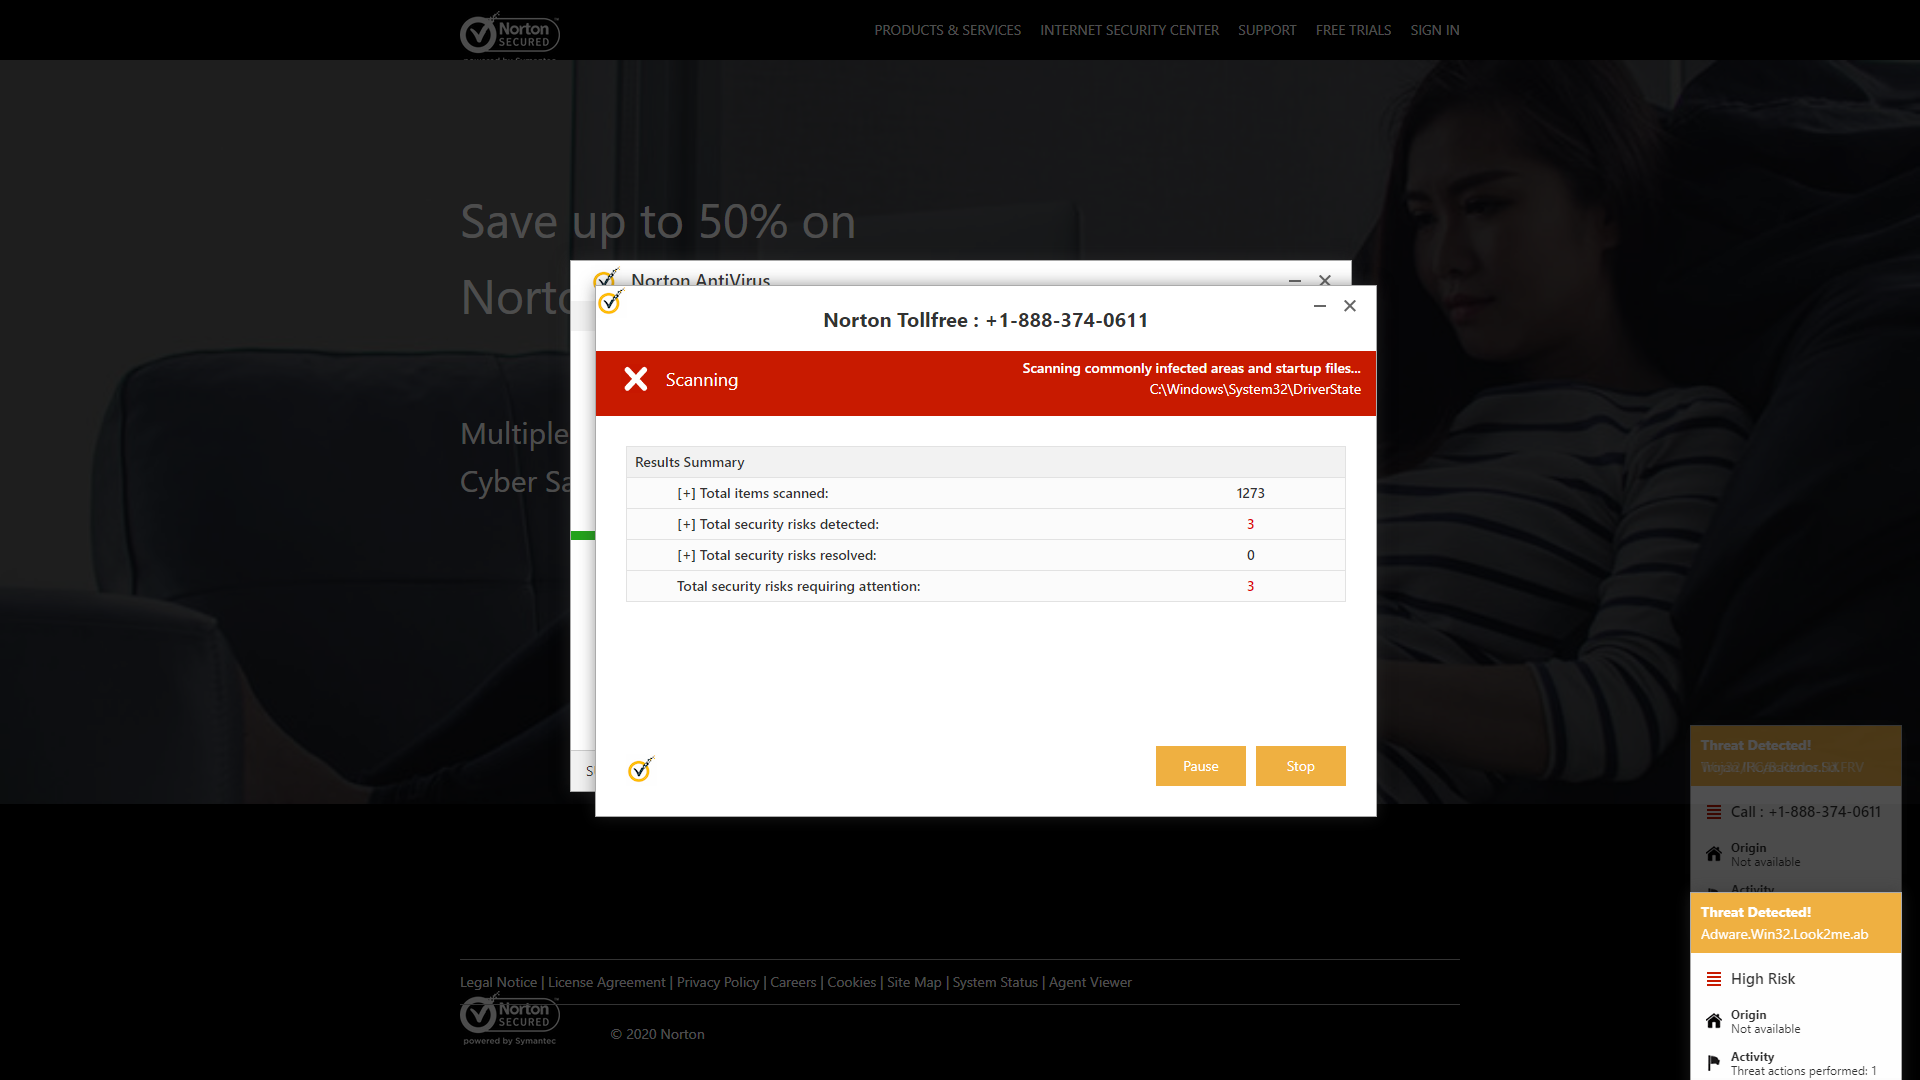 Norton
SECURED
powered by Symantec
PRODUCTS & SERVICES INTERNET SECURITY CENTER SUPPORT FREE TRIALS SIGN IN
Save up to 50% on
Norto
Multiple
Cyber Sa
Norton AntiVirus
Norton Tollfree : +1-888-374-0611
Scanning
Scanning commonly infected areas and startup files...
C:\Windows\System32\DriverState
Results Summary
[+] Total items scanned: 1273
[+] Total security risks detected: 3
[+] Total security risks resolved: 0
Total security risks requiring attention: 3
S
Pause Stop
Threat Detected!
Call : +1-888-374-0611
Origin
Not available
Activity
Threat Detected!
Adware.Win32.Look2me.ab
High Risk
Origin
Not available
Activity
Threat actions performed: 1
Legal Notice | License Agreement | Privacy Policy | Careers | Cookies | Site Map | System Status | Agent Viewer
Norton
SECURED
powered by Symantec
© 2020 Norton